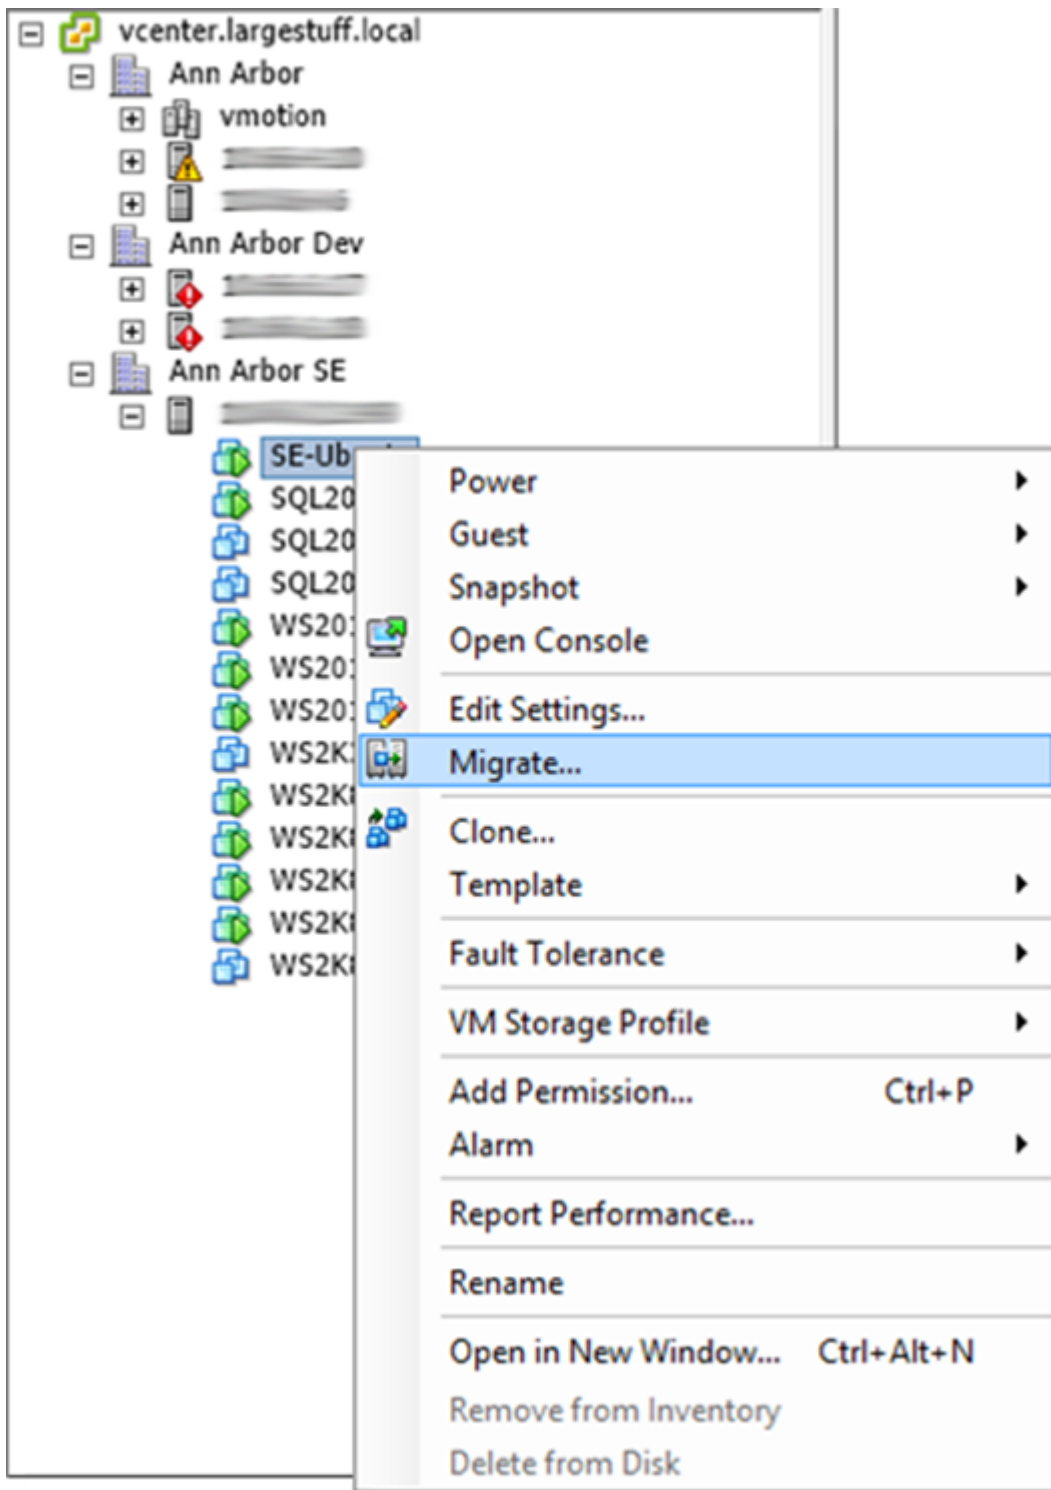 vcenter.largestuff.local
Ann Arbor
vmotion
Ann Arbor Dev
Ann Arbor SE
SE-Ub
SQL20
SQL20
SQL20
WS201
WS201
WS201
WS2K
WS2K
WS2K
WS2K
WS2K
WS2K
Power
Guest
Snapshot
Open Console
Edit Settings...
Migrate...
Clone...
Template
Fault Tolerance
VM Storage Profile
Add Permission... Ctrl+P
Alarm
Report Performance...
Rename
Open in New Window... Ctrl+Alt+N
Remove from Inventory
Delete from Disk